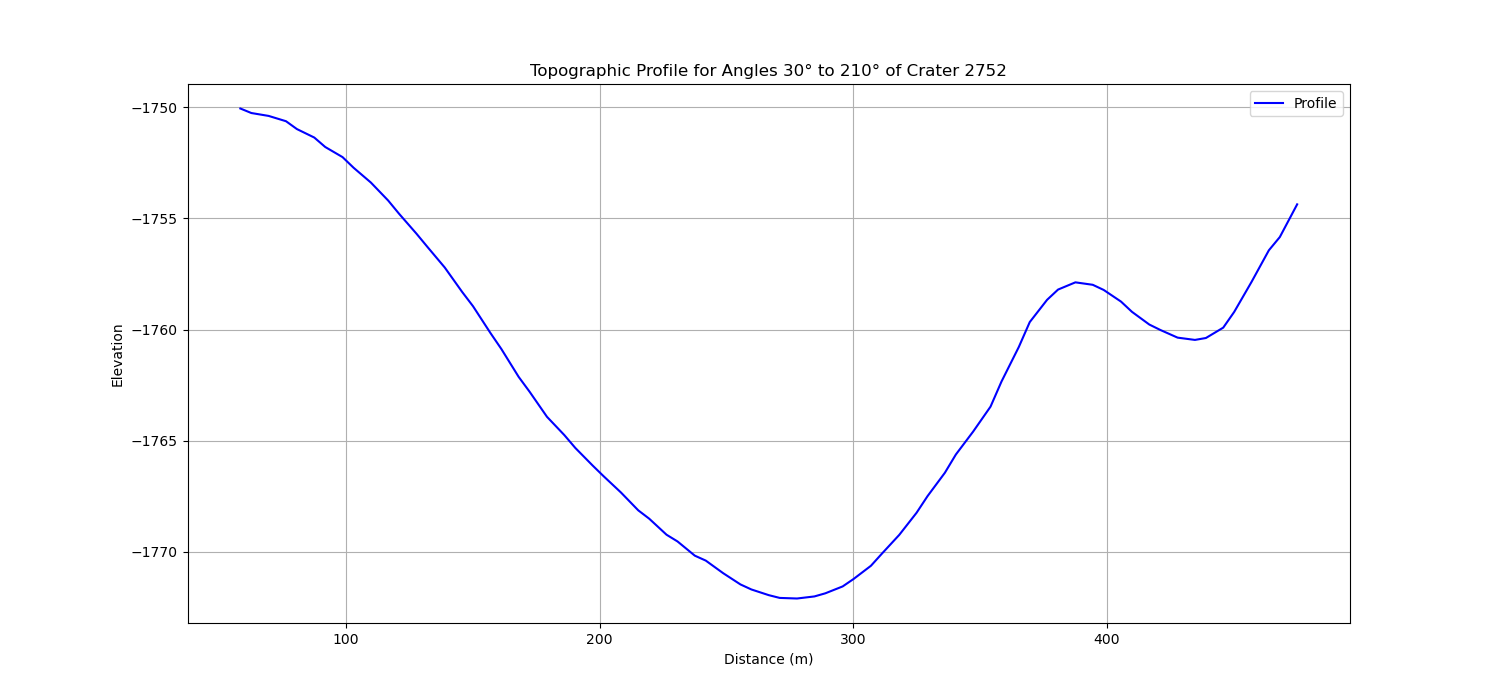 Topographic Profile for Angles 30° to 210° of Crater 2752
Profile
−1750
−1755
−1760
−1765
−1770
Elevation
100 200 300 400
Distance (m)